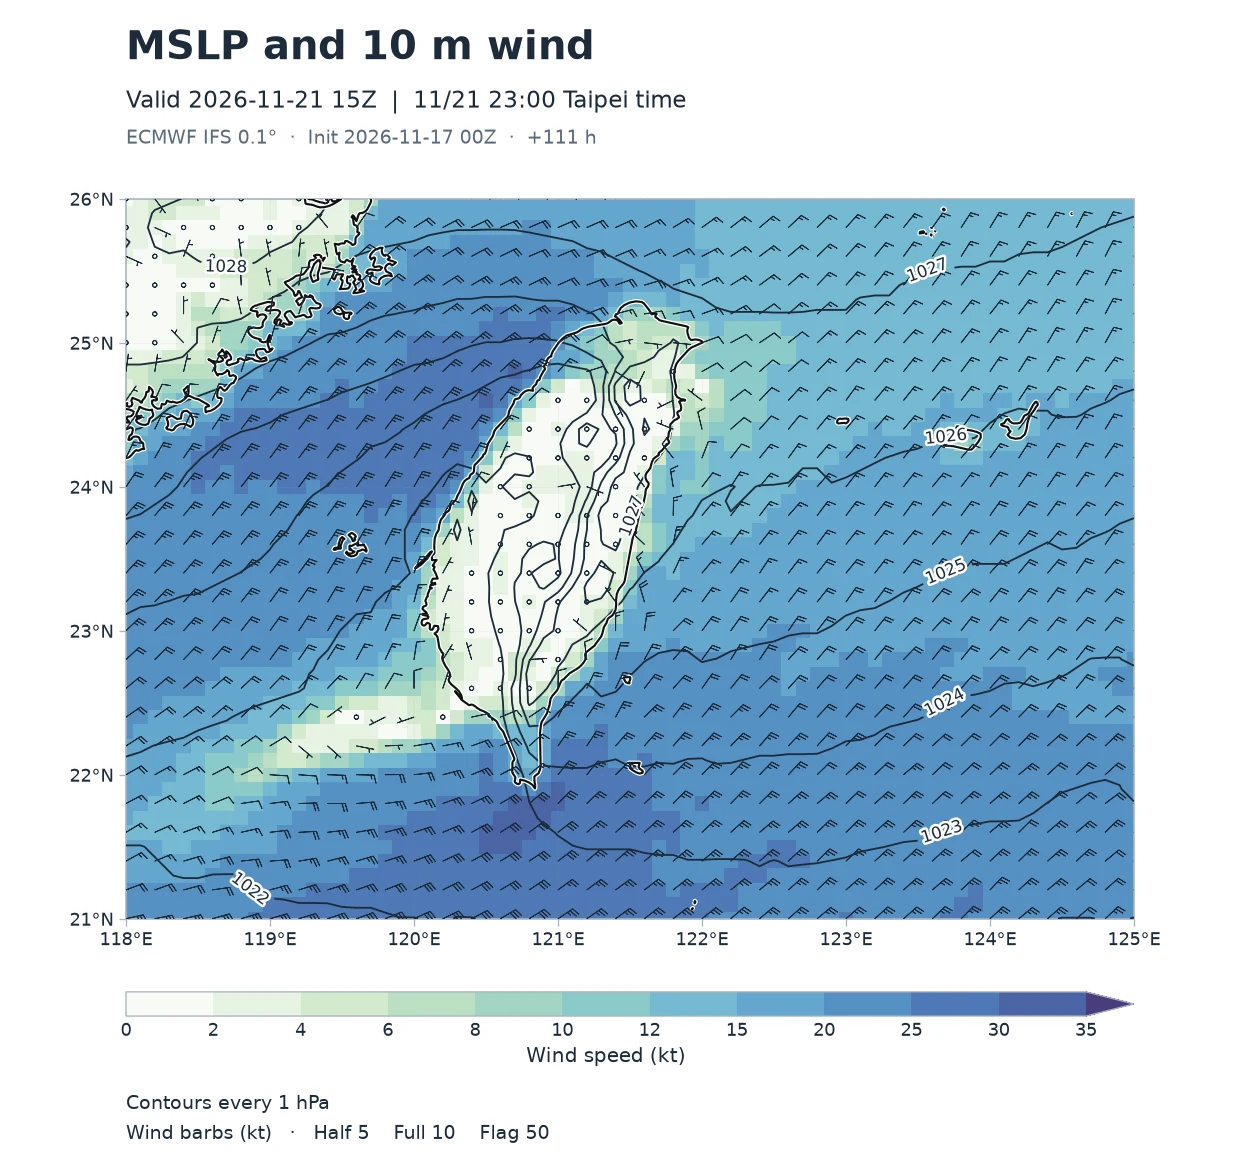 MSLP and 10 m wind
Valid 2026-11-21 15Z | 11/21 23:00 Taipei time
ECMWF IFS 0.1° · Init 2026-11-17 00Z · +111 h
26°N
25°N
24°N
23°N
22°N
21°N
1028
1027
1026
1027
1025
1024
1023
1022
118°E 119°E 120°E 121°E 122°E 123°E 124°E 125°E
0 2 4 6 8 10 12 15 20 25 30 35
Wind speed (kt)
Contours every 1 hPa
Wind barbs (kt) · Half 5 Full 10 Flag 50